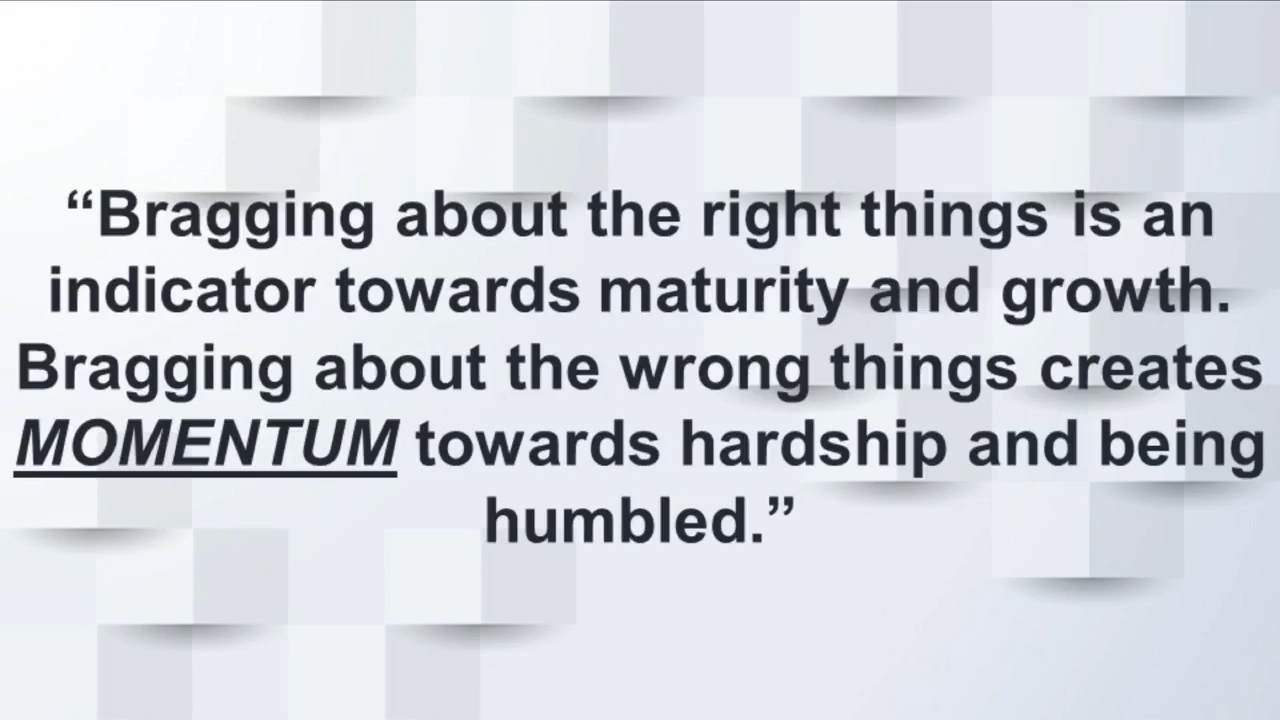 “Bragging about the right things is an
indicator towards maturity and growth.
Bragging about the wrong things creates
MOMENTUM towards hardship and being
humbled.”